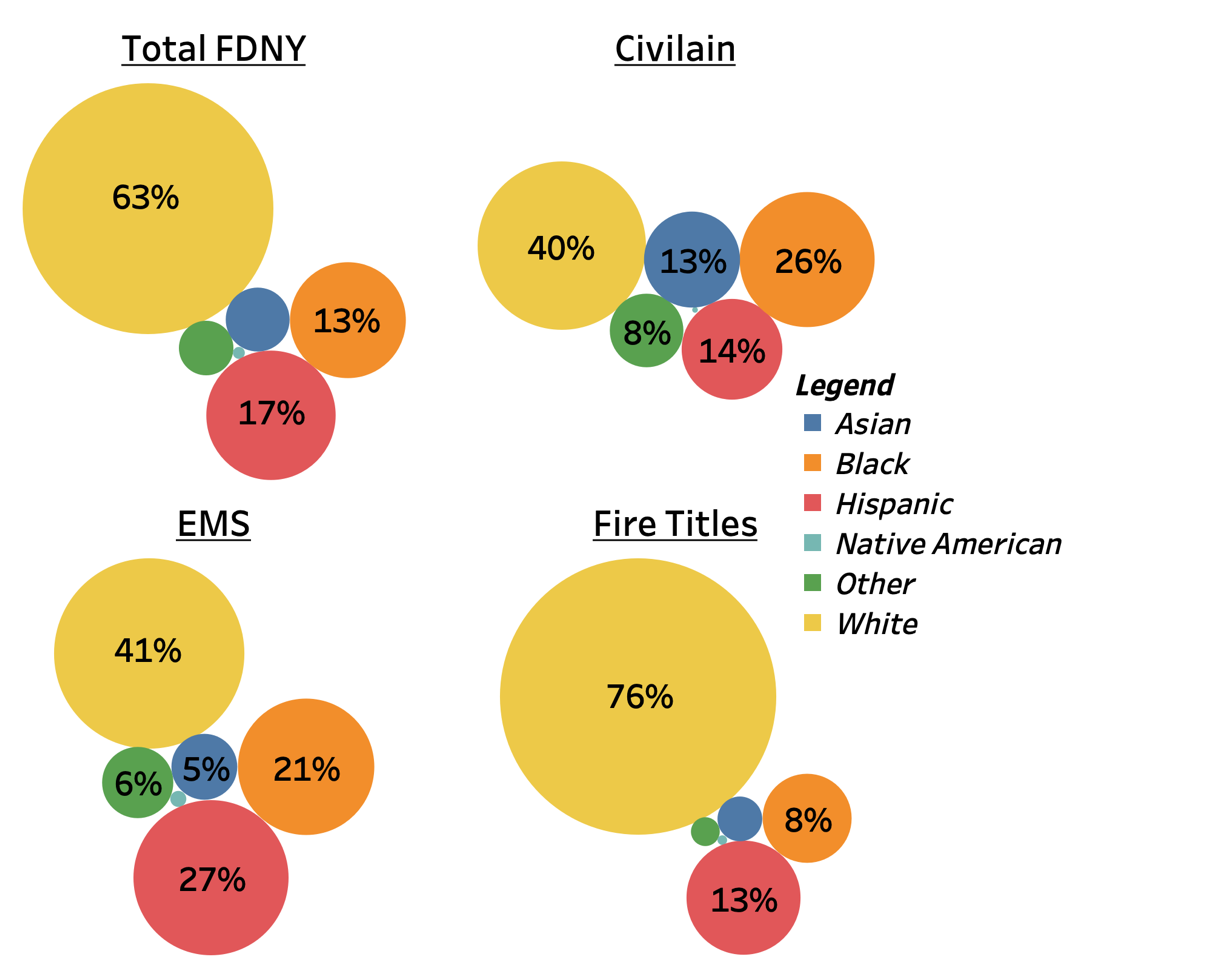 Total FDNY
63%
13%
17%
Civilain
40%
13%
26%
8%
14%
Legend
Asian
Black
Hispanic
Native American
Other
White
EMS
41%
6%
5%
21%
27%
Fire Titles
76%
8%
13%